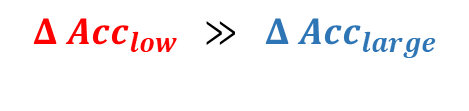 Δ Acc_low ≫ Δ Acc_large